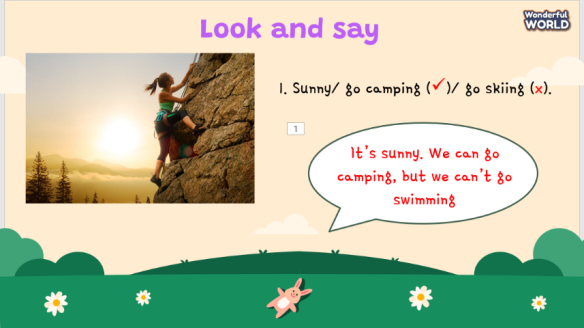 Look and say
Wonderful
WORLD
1. Sunny/ go camping (✓)/ go skiing (x).
1
It's sunny. We can go
camping, but we can't go
swimming